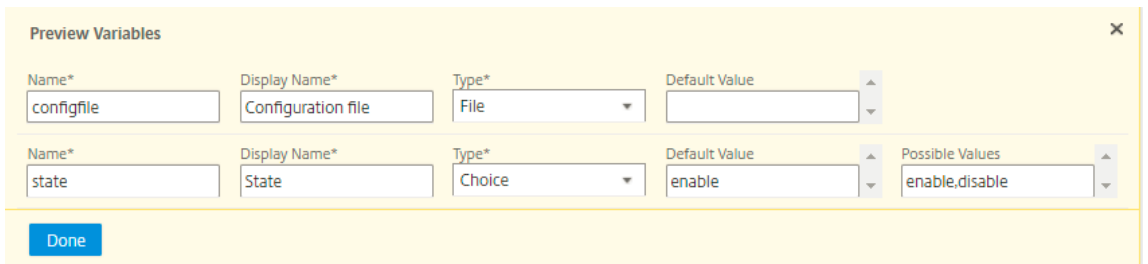 Preview Variables
Name* Display Name* Type* Default Value
configfile Configuration file File
Name* Display Name* Type* Default Value Possible Values
state State Choice enable enable,disable
Done